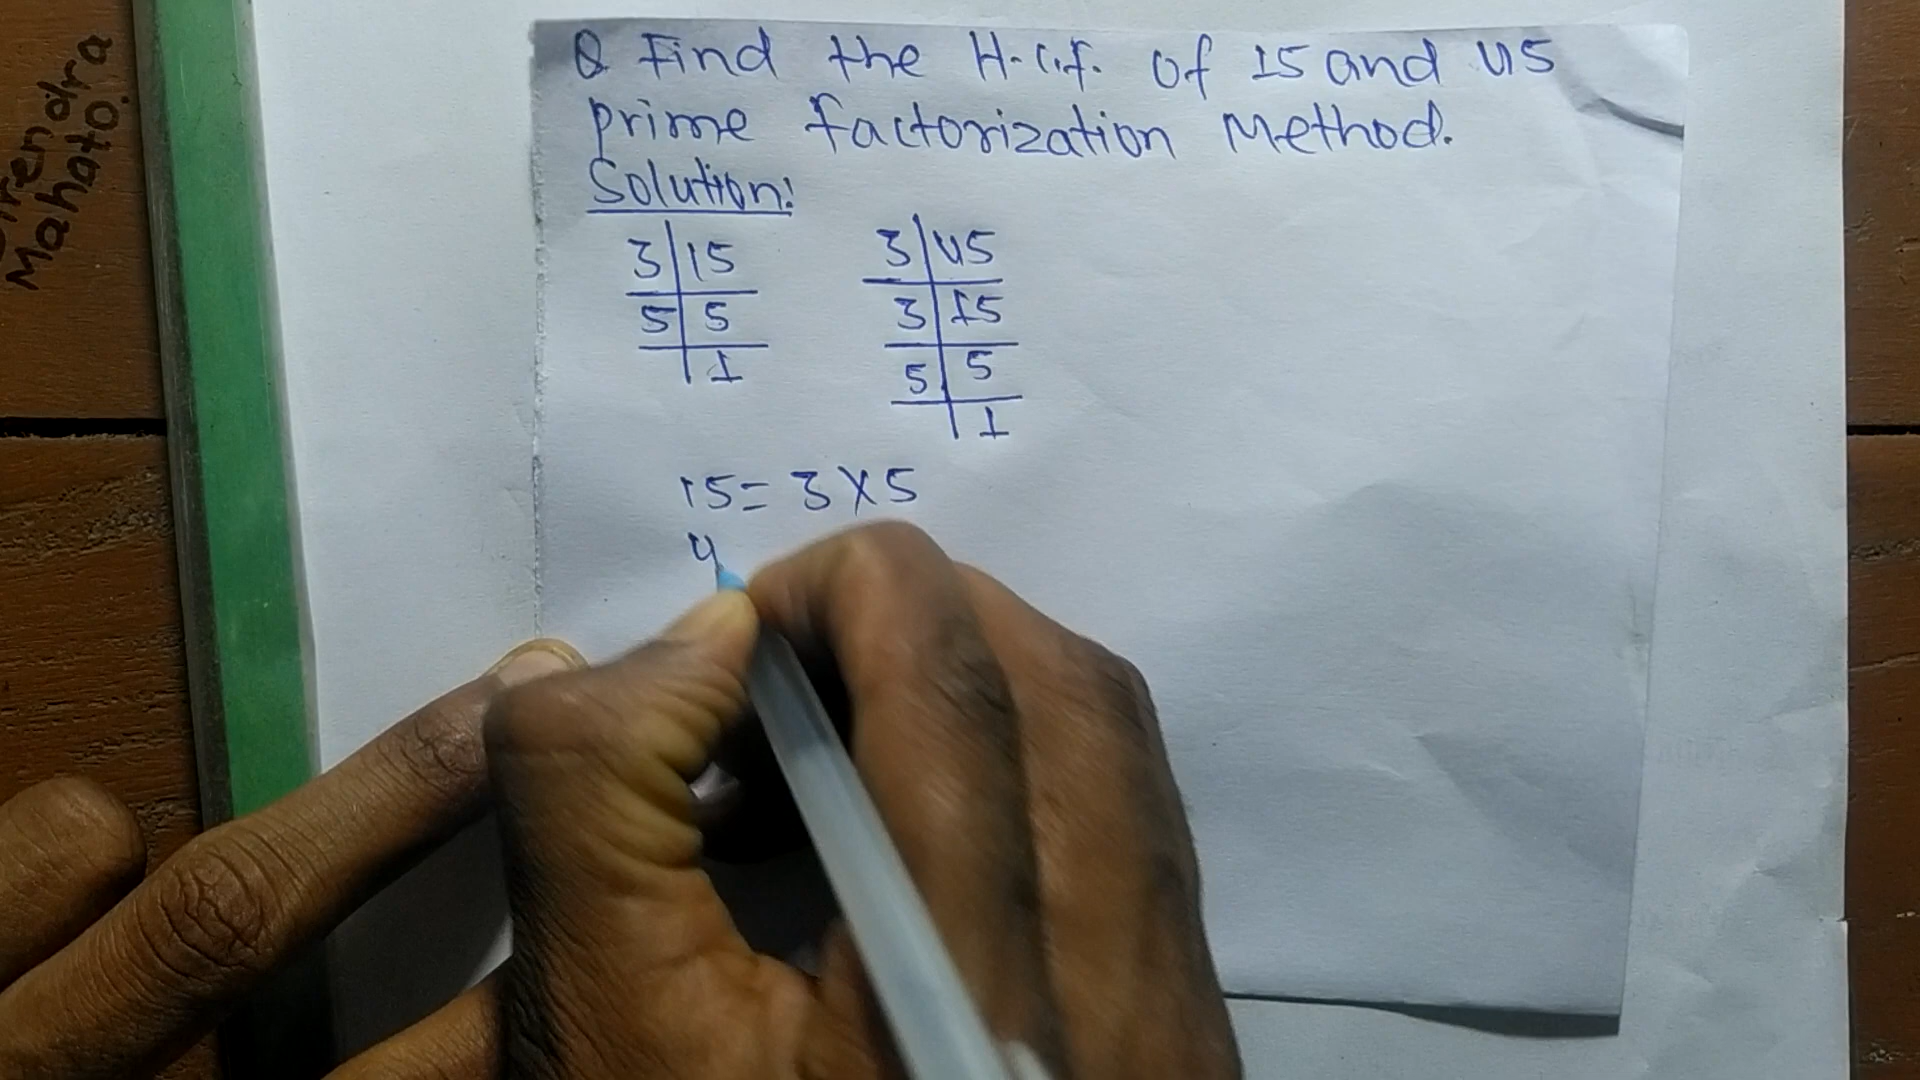 Q Find the H.C.F. of 15 and 45
prime factorization Method.
Solution:
3 | 15
5 | 5
1
3 | 45
3 | 15
5 | 5
1
15 = 3 × 5
4
Mahato